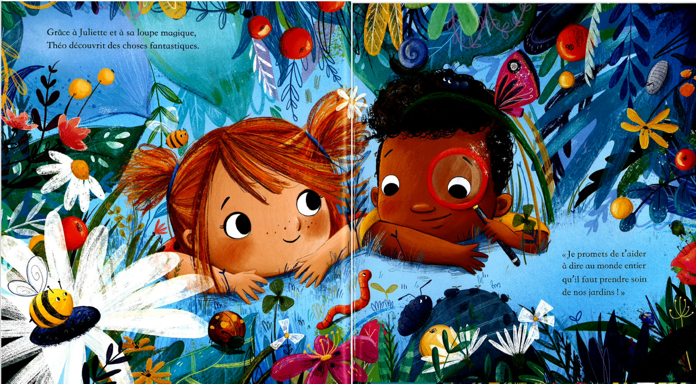 Grâce à Juliette et à sa loupe magique,
Théo découvrit des choses fantastiques.
« Je promets de t'aider
à dire au monde entier
qu'il faut prendre soin
de nos jardins ! »